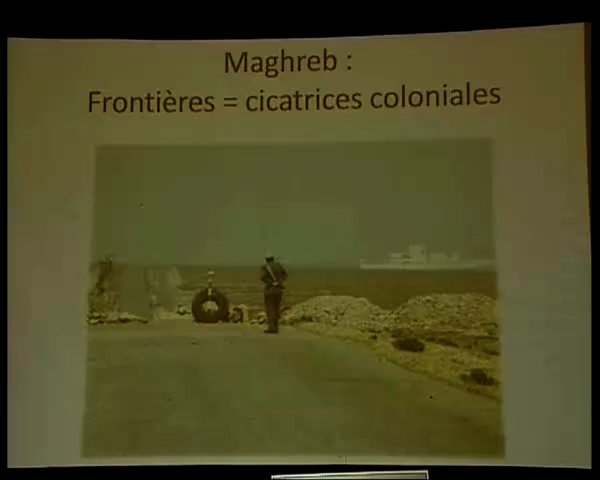 Maghreb :
Frontières = cicatrices coloniales